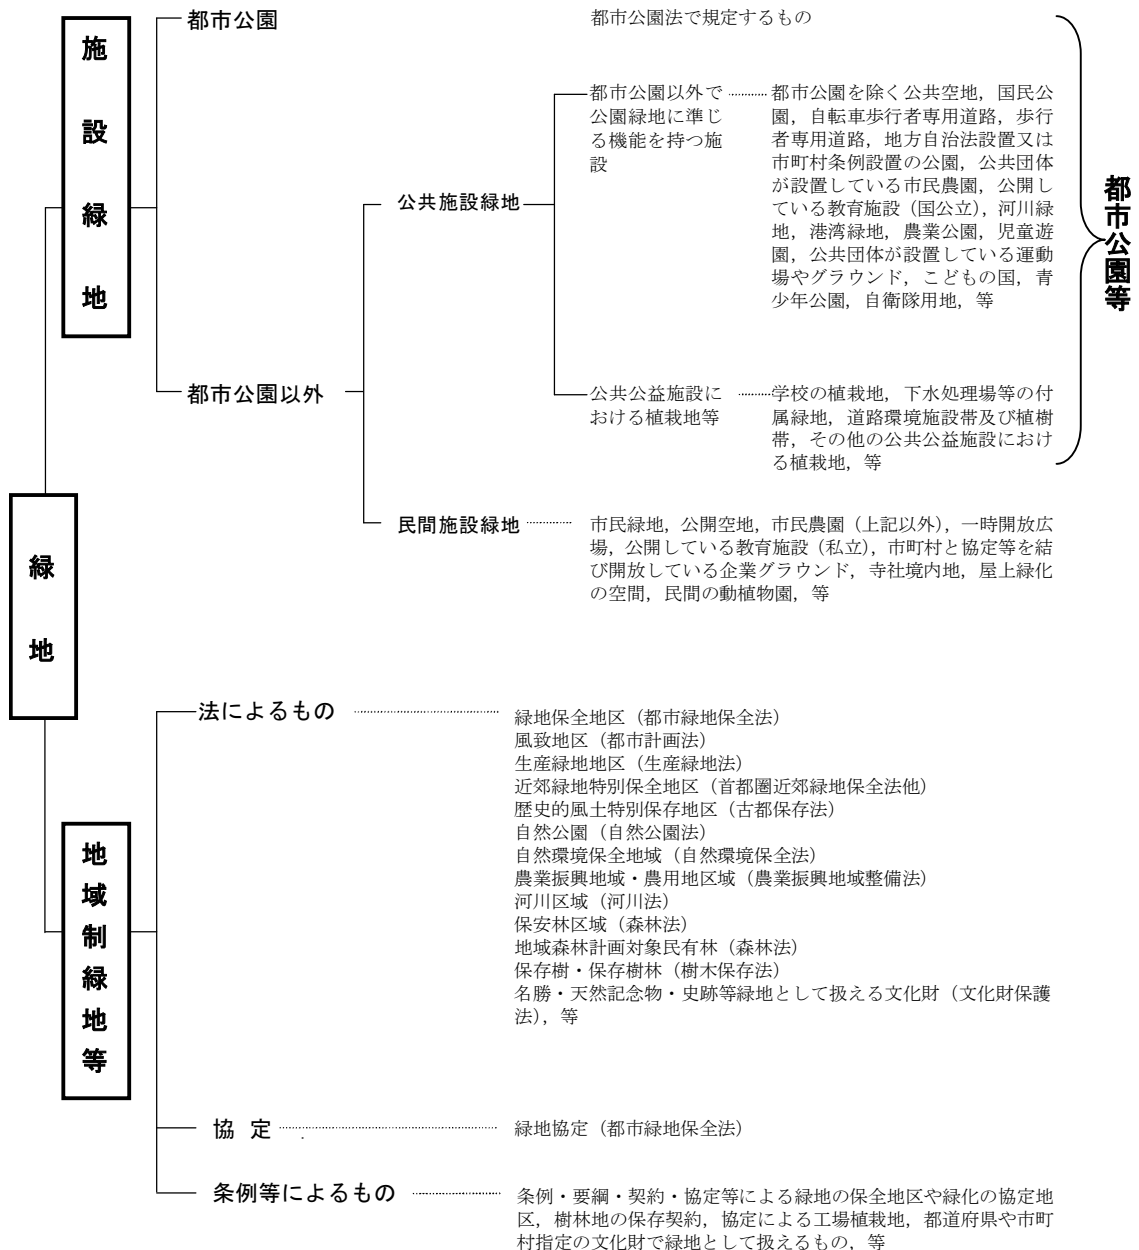 施設緑地
都市公園
都市公園法で規定するもの
都市公園以外で
公園緑地に準じ
る機能を持つ施
設
都市公園を除く公共空地，国民公
園，自転車歩行者専用道路，歩行
者専用道路，地方自治法設置又は
市町村条例設置の公園，公共団体
が設置している市民農園，公開し
ている教育施設（国公立），河川緑
地，港湾緑地，農業公園，児童遊
園，公共団体が設置している運動
場やグラウンド，こどもの国，青
少年公園，自衛隊用地，等
公共施設緑地
都市公園等
都市公園以外
公共公益施設に
おける植栽地等
学校の植栽地，下水処理場等の付
属緑地，道路環境施設帯及び植樹
帯，その他の公共公益施設におけ
る植栽地，等
民間施設緑地
市民緑地，公開空地，市民農園（上記以外），一時開放広
場，公開している教育施設（私立），市町村と協定等を結
び開放している企業グラウンド，寺社境内地，屋上緑化
の空間，民間の動植物園，等
緑地
地域制緑地等
法によるもの
緑地保全地区（都市緑地保全法）
風致地区（都市計画法）
生産緑地地区（生産緑地法）
近郊緑地特別保全地区（首都圏近郊緑地保全法他）
歴史的風土特別保存地区（古都保存法）
自然公園（自然公園法）
自然環境保全地域（自然環境保全法）
農業振興地域・農用地区域（農業振興地域整備法）
河川区域（河川法）
保安林区域（森林法）
地域森林計画対象民有林（森林法）
保存樹・保存樹林（樹木保存法）
名勝・天然記念物・史跡等緑地として扱える文化財（文化財保護
法），等
協 定
緑地協定（都市緑地保全法）
条例等によるもの
条例・要綱・契約・協定等による緑地の保全地区や緑化の協定地
区，樹林地の保存契約，協定による工場植栽地，都道府県や市町
村指定の文化財で緑地として扱えるもの，等